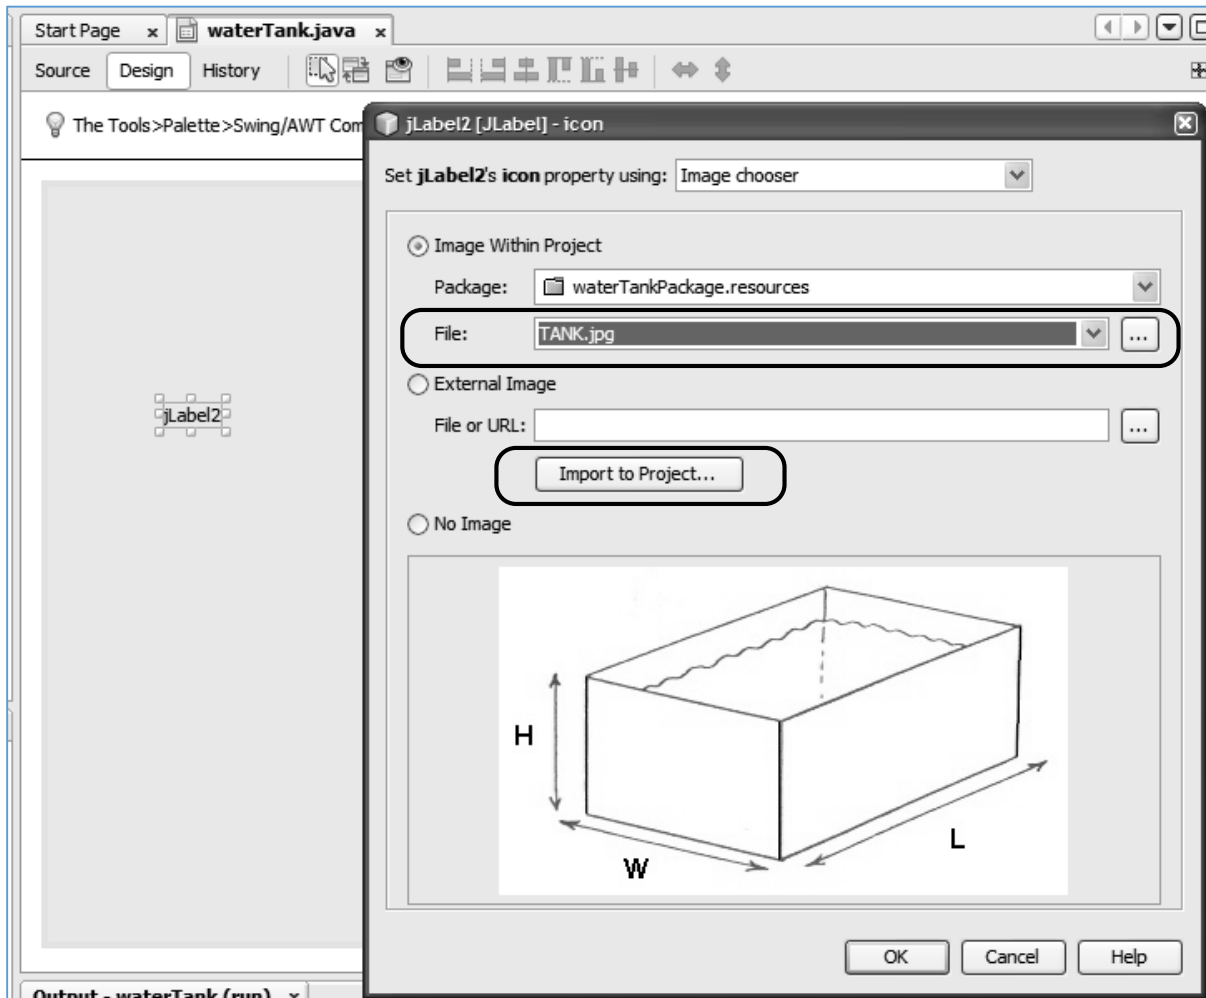 Start Page x waterTank.java x
Source Design History
The Tools>Palette>Swing/AWT Com
jLabel2 [JLabel] - icon
Set jLabel2's icon property using: Image chooser
Image Within Project
Package: waterTankPackage.resources
File: TANK.jpg ...
External Image
jLabel2
File or URL: ...
Import to Project...
No Image
H
L
W
OK Cancel Help
Output - waterTank (run) x